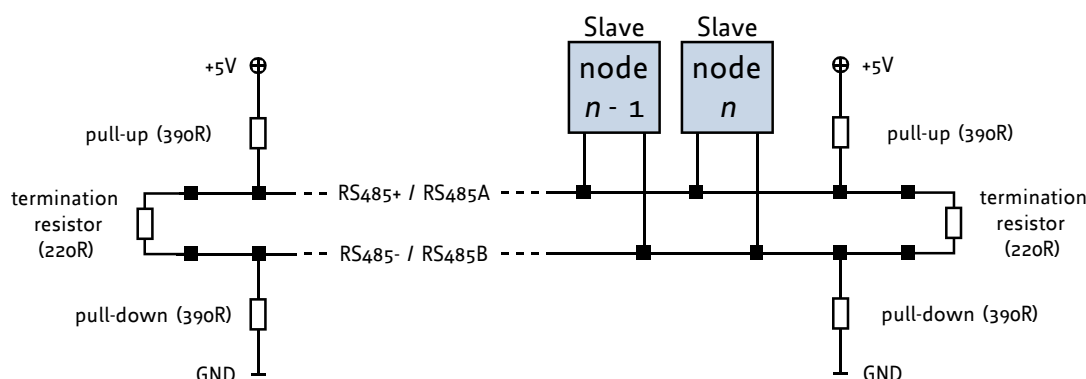 Slave
Slave
node
n - 1
node
n
+5V
+5V
pull-up (390R)
pull-up (390R)
termination
resistor
(220R)
RS485+ / RS485A
RS485- / RS485B
termination
resistor
(220R)
pull-down (390R)
pull-down (390R)
GND
GND